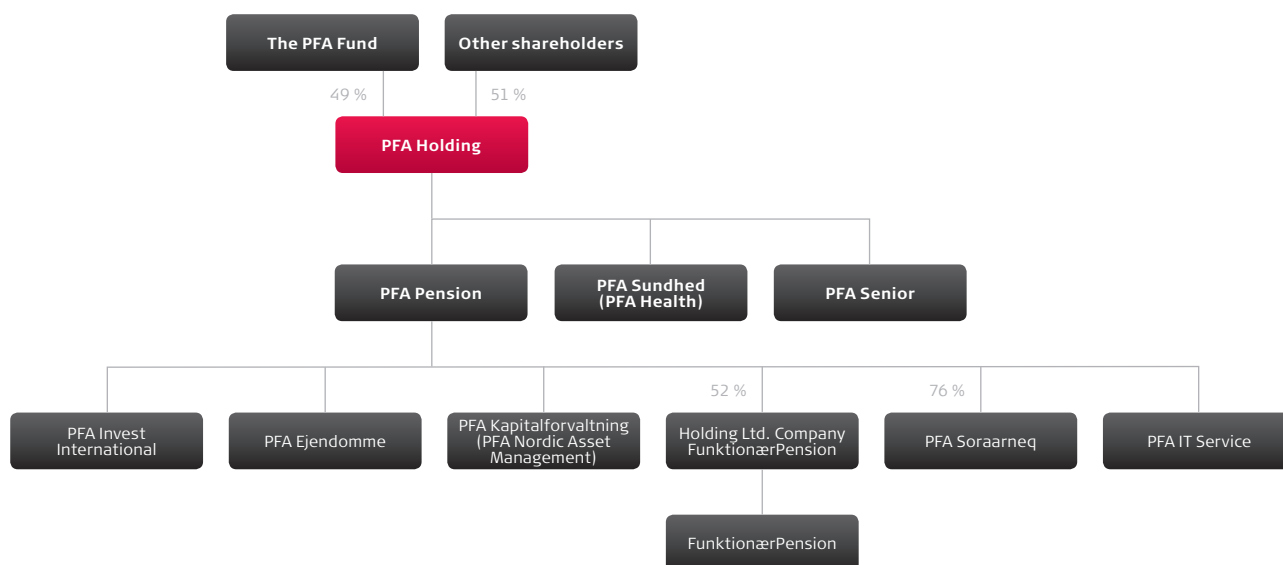 The PFA Fund
Other shareholders
49 %
51 %
PFA Holding
PFA Pension
PFA Sundhed
(PFA Health)
PFA Senior
52 %
76 %
PFA Invest
International
PFA Ejendomme
PFA Kapitalforvaltning
(PFA Nordic Asset
Management)
Holding Ltd. Company
FunktionærPension
PFA Soraarneq
PFA IT Service
FunktionærPension